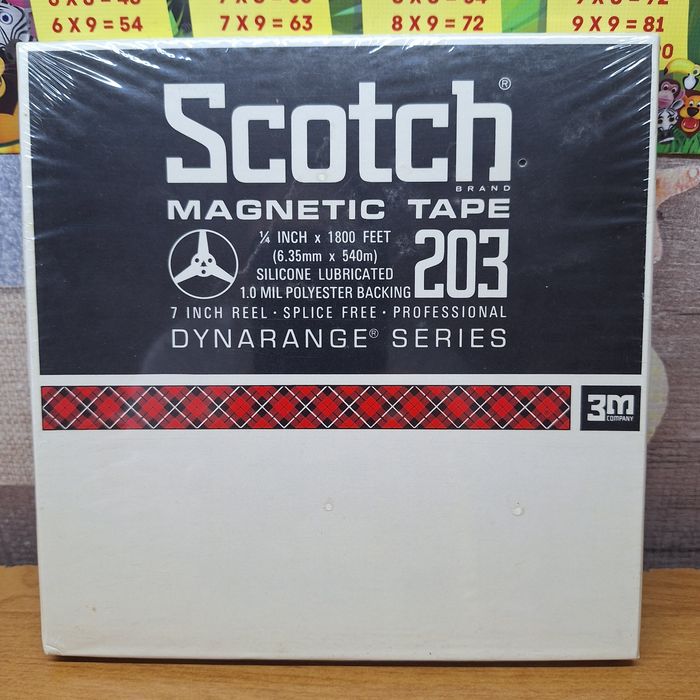 6 X 9 = 54
7 X 9 = 63
8 X 9 = 72
9 X 9 = 81
Scotch®
BRAND
MAGNETIC TAPE
¼ INCH x 1800 FEET
(6.35mm x 540m)
SILICONE LUBRICATED
1.0 MIL POLYESTER BACKING
203
7 INCH REEL · SPLICE FREE · PROFESSIONAL
DYNARANGE® SERIES
3M
COMPANY